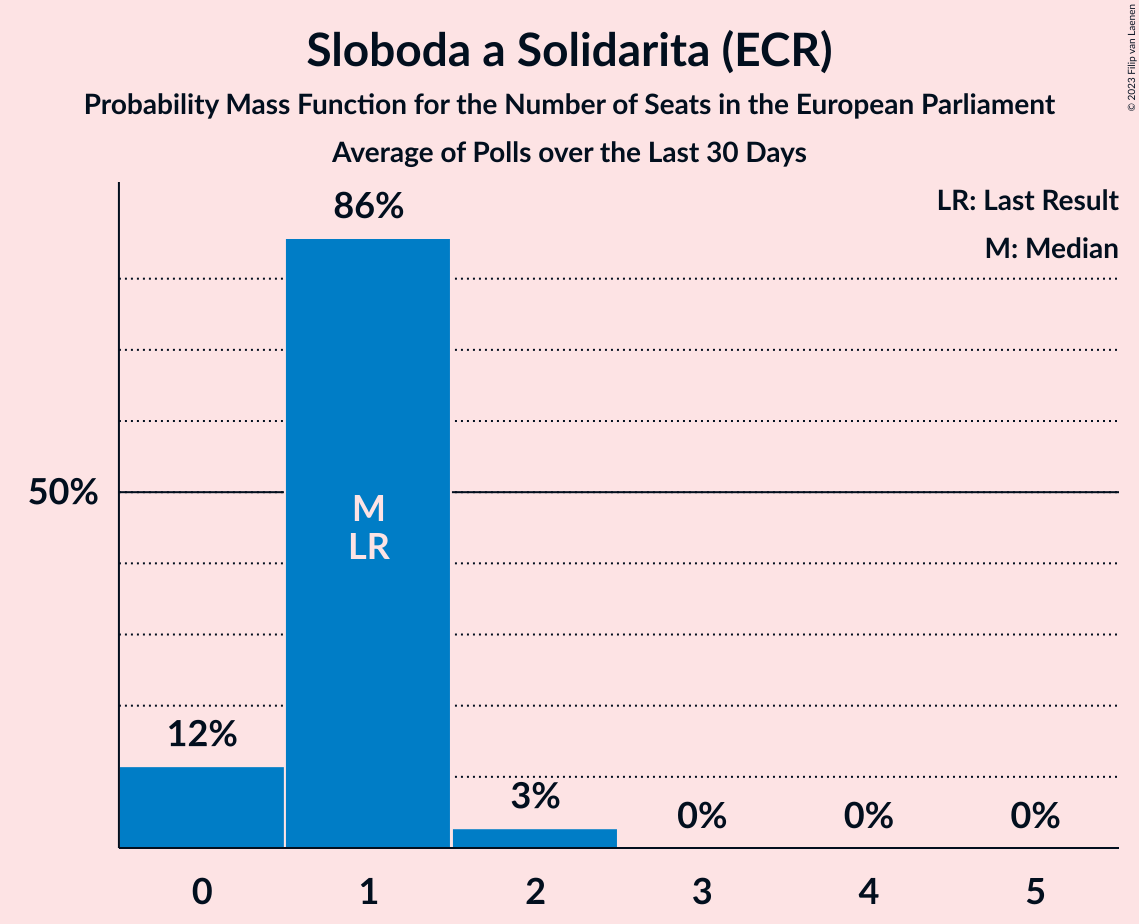 Sloboda a Solidarita (ECR)
Probability Mass Function for the Number of Seats in the European Parliament
Average of Polls over the Last 30 Days
© 2023 Filip van Laenen
LR: Last Result
M: Median
86%
50%
M
LR
12%
3%
0%
0%
0%
0
1
2
3
4
5